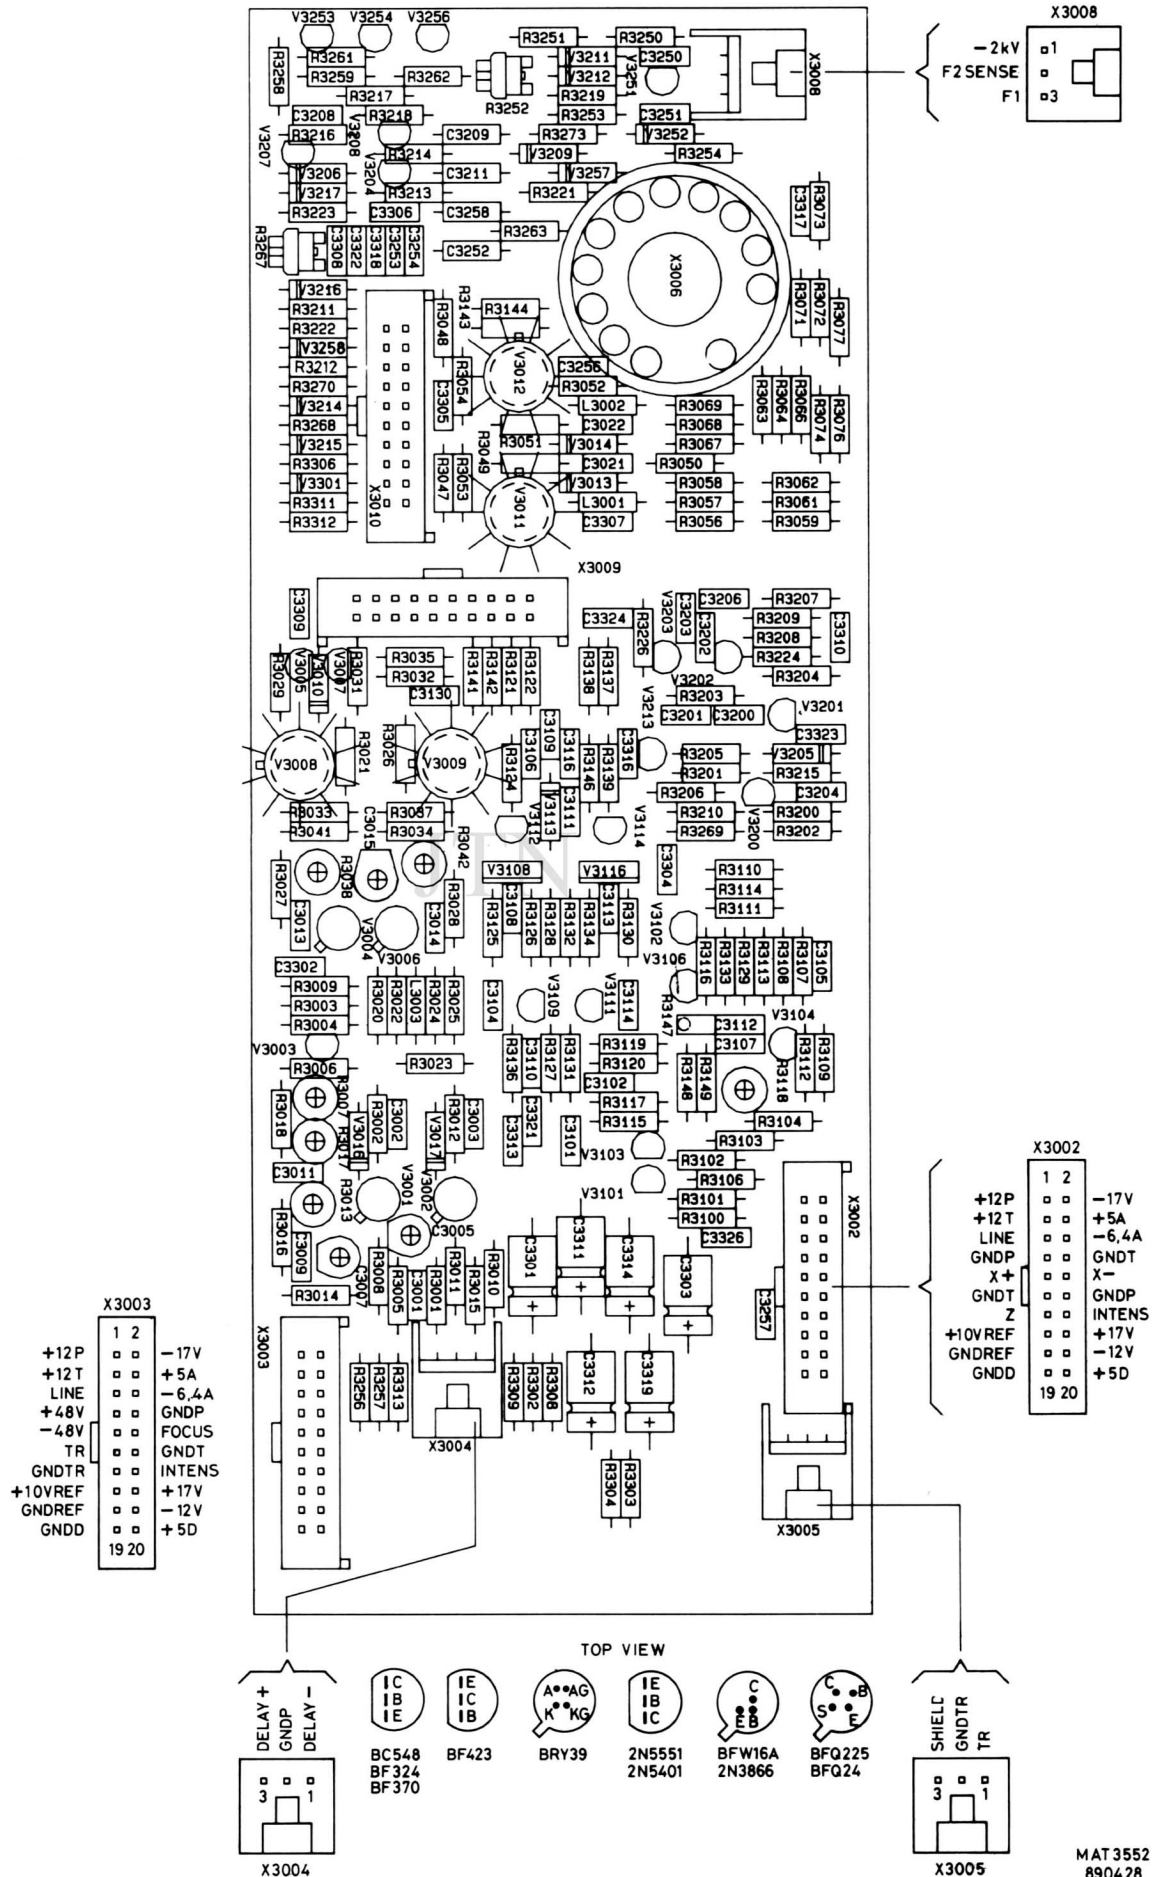 V3253 V3254 V3256
X3008
R3251 R3250
-2kV 1
R3258 R3261 V3211 C3250
F2 SENSE
R3259 R3262 V3212 V3251 X3008
F1 3
R3217 R3252 R3219
C3208 R3218 R3253 C3251
V3207 R3216 V3208 C3209 R3273 V3252
R3214 V3209 R3254
V3206 V3204 C3211 V3257
V3217 R3213 R3221 C3317 R3073
R3223 C3306 C3258
R3263
R3267 C3308 C3322 C3318 C3253 C3254 C3252
X3006
V3216 R3143
R3211 R3048 R3144 R3071 R3072 R3077
R3222
V3258
R3212 R3054 V3012 C3256
R3270 C3305 R3052
V3214 L3002 R3069 R3063 R3064 R3066
R3268 C3022 R3068 R3074 R3076
V3215 R3051 V3014 R3067
R3306 R3049 C3021 R3050
V3301 R3047 R3053 V3013 R3058 R3062
R3311 X3010 L3001 R3057 R3061
R3312 V3011 C3307 R3056 R3059
X3009
C3309 C3324 R3226 V3203 C3203 C3206 R3207
C3202 R3209 C3310
R3208
R3029 V3005 V3010 V3007 R3031 R3035 R3141 R3142 R3121 R3122 R3138 R3137 R3224
R3032 V3202 R3204
C3130 R3203
V3213 C3201 C3200 V3201
C3323
V3008 R3021 R3026 V3009 R3124 C3106 C3109 C3116 R3146 R3139 C3316 R3205 V3205
R3201 R3215
R3206 C3204
R3033 R3037 V3112 V3113 C3111 V3114 R3210 V3200 R3200
R3041 C3015 R3034 R3269 R3202
R3042
JTN
R3027 R3038 V3108 V3116 C3304 R3110
R3114
R3028 R3111
C3013 V3004 C3014 R3125 C3108 R3126 R3128 R3132 R3134 C3113 R3130 V3102
V3006 V3106 R3116 R3133 R3129 R3113 R3108 R3107 C3105
C3302
R3009 R3020 R3022 L3003 R3024 R3025 C3104 V3109 V3111 C3114
R3003 R3147 C3112 V3104
R3004
V3003 R3119 C3107
R3006 R3023 R3136 C3110 R3127 R3131 R3120 R3148 R3149 R3118 R3112 R3109
C3102
R3018 R3007 R3002 C3002 R3012 C3003 C3321 R3117 R3104
R3017 V3016 V3017 C3313 C3101 R3115 R3103
C3011 V3103 R3102 X3002
R3106 1 2
R3013 V3001 V3002 V3101 R3101 X3002 +12P -17V
R3016 C3005 R3100 +12T +5A
C3009 C3311 C3326 LINE -6,4A
C3007 R3008 R3011 R3010 C3301 C3314 C3303 GNDP GNDT
R3014 R3005 C3001 R3001 R3015 C3257 X+ X-
X3003 X3003 GNDT GNDP
1 2 Z INTENS
+12P -17V +10VREF +17V
+12T +5A GNDREF -12V
LINE -6,4A R3256 R3257 R3313 R3309 R3302 R3308 C3312 C3319 GNDD +5D
+48V GNDP 19 20
-48V FOCUS
TR GNDT X3004
GNDTR INTENS
+10VREF +17V R3304 R3303
GNDREF -12V
GNDD +5D X3005
19 20
TOP VIEW
DELAY+ GNDP DELAY-
C B E
E C B
A AG K KG
E B C
C E B
C B S E
SHIELD GNDTR TR
BC548 BF423 BRY39 2N5551 BFW16A BFQ225
BF324 2N5401 2N3866 BFQ24
BF370
3 1
3 1
X3004 X3005
MAT3552
890428